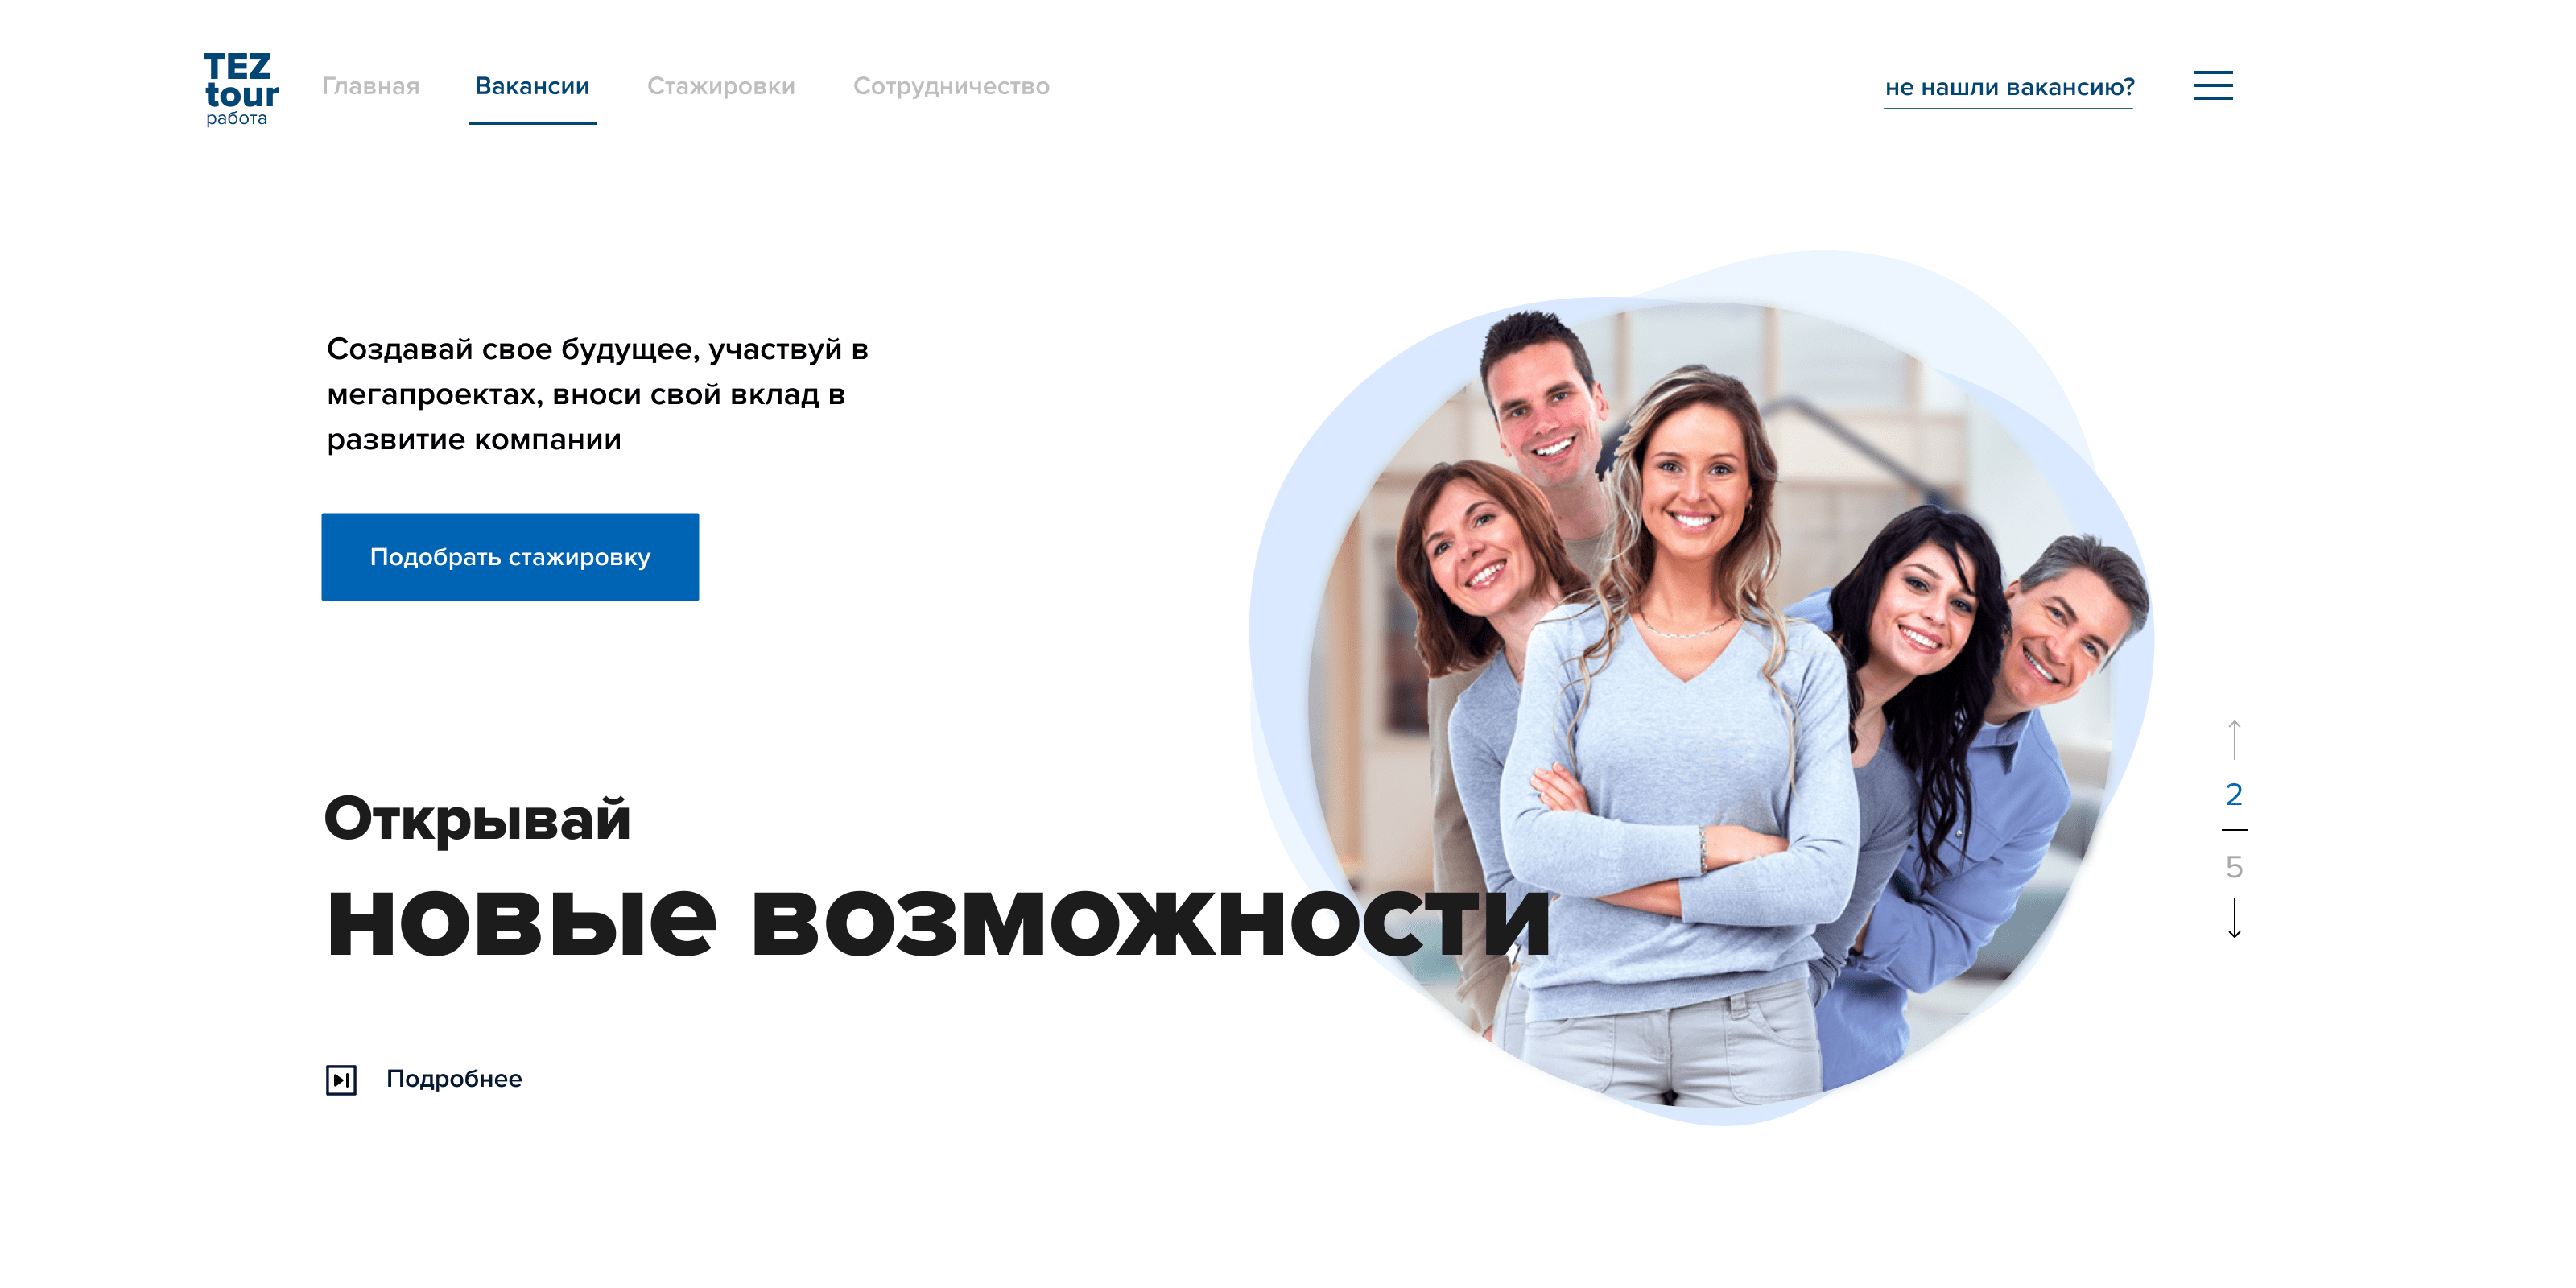 TEZ
tour
работа
Главная
Вакансии
Стажировки
Сотрудничество
не нашли вакансию?
Создавай свое будущее, участвуй в
мегапроектах, вноси свой вклад в
развитие компании
Подобрать стажировку
Открывай
новые возможности
Подробнее
2
5